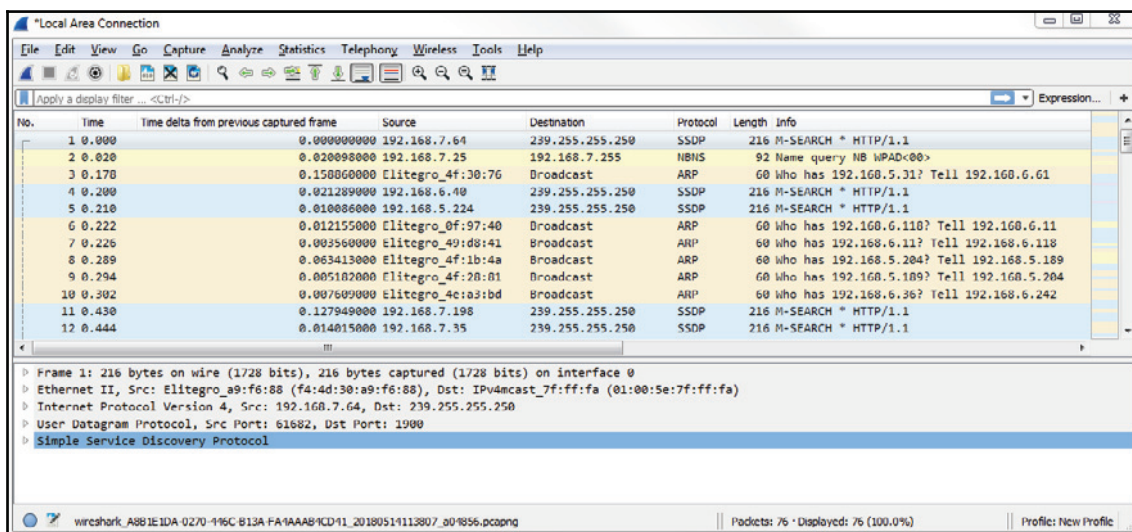 *Local Area Connection
File Edit View Go Capture Analyze Statistics Telephony Wireless Tools Help
Apply a display filter ... <Ctrl-/> Expression... +
No. Time Time delta from previous captured frame Source Destination Protocol Length Info
1 0.000 0.000000000 192.168.7.64 239.255.255.250 SSDP 216 M-SEARCH * HTTP/1.1
2 0.020 0.020098000 192.168.7.25 192.168.7.255 NBNS 92 Name query NB WPAD<00>
3 0.178 0.158860000 Elitegro_4f:30:76 Broadcast ARP 60 Who has 192.168.5.31? Tell 192.168.6.61
4 0.200 0.021289000 192.168.6.40 239.255.255.250 SSDP 216 M-SEARCH * HTTP/1.1
5 0.210 0.010086000 192.168.5.224 239.255.255.250 SSDP 216 M-SEARCH * HTTP/1.1
6 0.222 0.012155000 Elitegro_0f:97:40 Broadcast ARP 60 Who has 192.168.6.118? Tell 192.168.6.11
7 0.226 0.003560000 Elitegro_49:d8:41 Broadcast ARP 60 Who has 192.168.6.11? Tell 192.168.6.118
8 0.289 0.063413000 Elitegro_4f:1b:4a Broadcast ARP 60 Who has 192.168.5.204? Tell 192.168.5.189
9 0.294 0.005182000 Elitegro_4f:28:81 Broadcast ARP 60 Who has 192.168.5.189? Tell 192.168.5.204
10 0.302 0.007609000 Elitegro_4e:a3:bd Broadcast ARP 60 Who has 192.168.6.36? Tell 192.168.6.242
11 0.430 0.127949000 192.168.7.198 239.255.255.250 SSDP 216 M-SEARCH * HTTP/1.1
12 0.444 0.014015000 192.168.7.35 239.255.255.250 SSDP 216 M-SEARCH * HTTP/1.1
Frame 1: 216 bytes on wire (1728 bits), 216 bytes captured (1728 bits) on interface 0
Ethernet II, Src: Elitegro_a9:f6:88 (f4:4d:30:a9:f6:88), Dst: IPv4mcast_7f:ff:fa (01:00:5e:7f:ff:fa)
Internet Protocol Version 4, Src: 192.168.7.64, Dst: 239.255.255.250
User Datagram Protocol, Src Port: 61682, Dst Port: 1900
Simple Service Discovery Protocol
wireshark_A8B1E1DA-0270-446C-B13A-FA4AAAB4CD41_20180514113807_a04856.pcapng Packets: 76 · Displayed: 76 (100.0%) Profile: New Profile